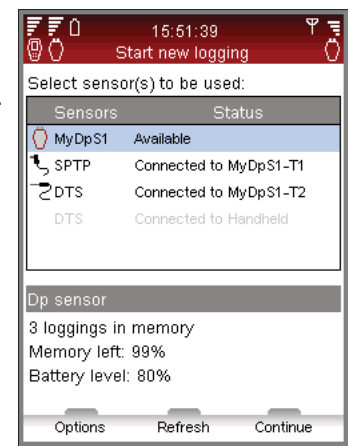 15:51:39
Start new logging
Select sensor(s) to be used:
Sensors Status
MyDpS1 Available
SPTP Connected to MyDpS1-T1
DTS Connected to MyDpS1-T2
DTS Connected to Handheld
Dp sensor
3 loggings in memory
Memory left: 99%
Battery level: 80%
Options Refresh Continue